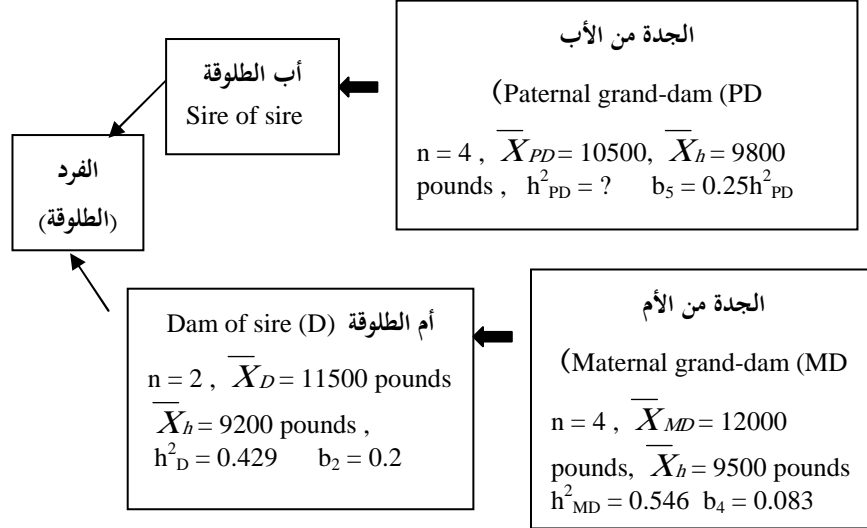 الجدة من الأب
(Paternal grand-dam (PD
n = 4 , X̄PD = 10500, X̄h = 9800
pounds , h²PD = ? b₅ = 0.25h²PD
أب الطلوقة
Sire of sire
الفرد
(الطلوقة)
أم الطلوقة Dam of sire (D)
n = 2 , X̄D = 11500 pounds
X̄h = 9200 pounds ,
h²D = 0.429 b₂ = 0.2
الجدة من الأم
(Maternal grand-dam (MD
n = 4 , X̄MD = 12000
pounds, X̄h = 9500 pounds
h²MD = 0.546 b₄ = 0.083